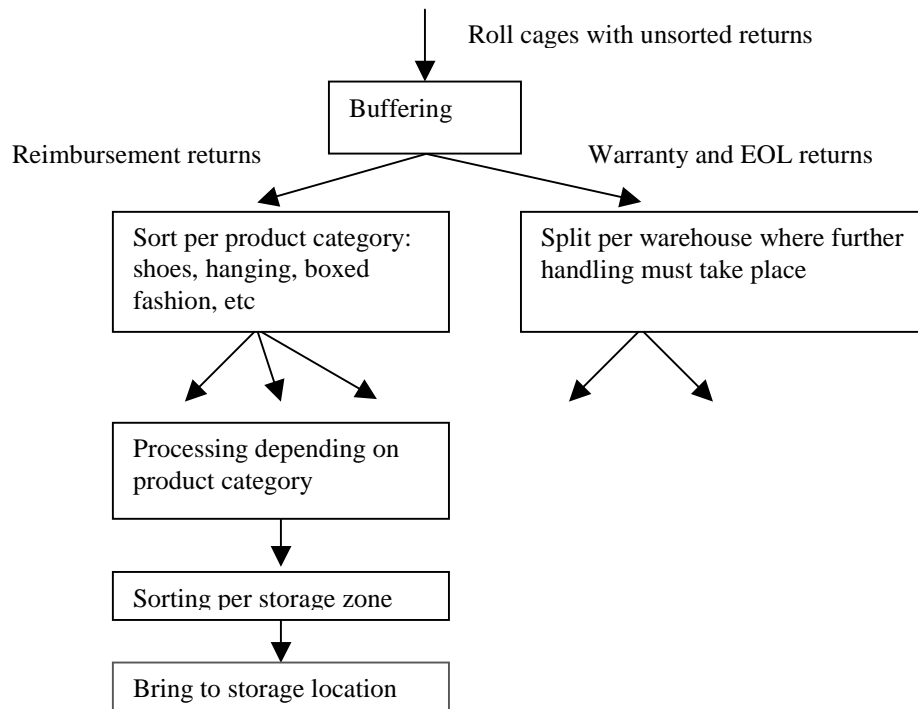 Roll cages with unsorted returns
Buffering
Reimbursement returns
Warranty and EOL returns
Sort per product category:
shoes, hanging, boxed
fashion, etc
Split per warehouse where further
handling must take place
Processing depending on
product category
Sorting per storage zone
Bring to storage location